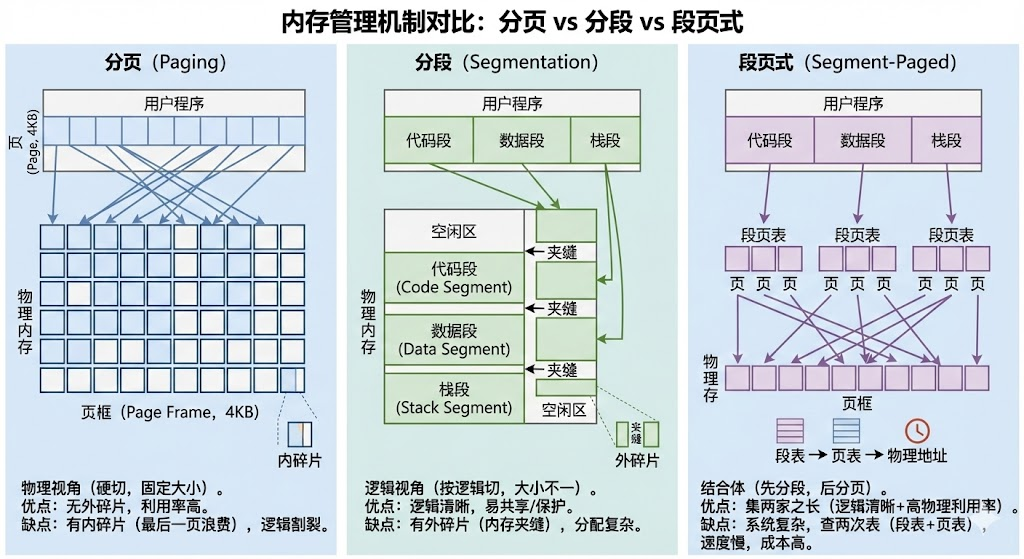 内存管理机制对比：分页 vs 分段 vs 段页式
分页（Paging）
用户程序
页
(Page, 4KB)
物理内存
页框（Page Frame，4KB）
内碎片
物理视角（硬切，固定大小）。
优点：无外碎片，利用率高。
缺点：有内碎片（最后一页浪费），逻辑割裂。
分段（Segmentation）
用户程序
代码段
数据段
栈段
物理内存
空闲区
夹缝
代码段
(Code Segment)
夹缝
数据段
(Data Segment)
夹缝
栈段
(Stack Segment)
空闲区
夹缝
外碎片
逻辑视角（按逻辑切，大小不一）。
优点：逻辑清晰，易共享/保护。
缺点：有外碎片（内存夹缝），分配复杂。
段页式（Segment-Paged）
用户程序
代码段
数据段
栈段
段页表
段页表
段页表
页 页 页
页 页 页
页 页 页
物理存
页框
段表→页表→物理地址
结合体（先分段，后分页）。
优点：集两家之长（逻辑清晰+高物理利用率）。
缺点：系统复杂，查两次表（段表+页表），
速度慢，成本高。